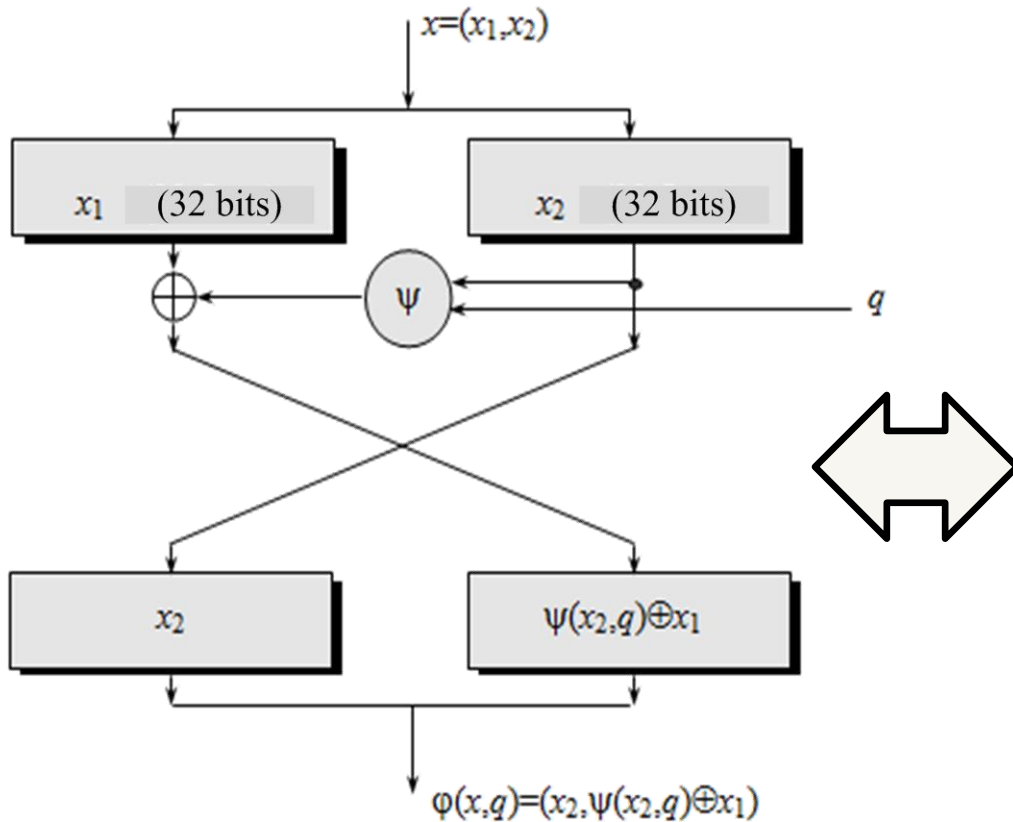 x=(x₁,x₂)
x₁ (32 bits)
x₂ (32 bits)
ψ
q
x₂
ψ(x₂,q)⊕x₁
φ(x,q)=(x₂,ψ(x₂,q)⊕x₁)